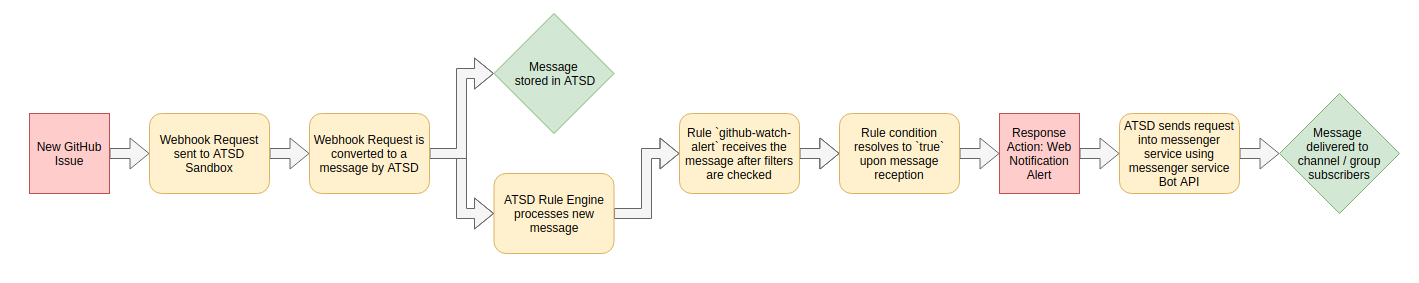 New GitHub
Issue
Webhook Request
sent to ATSD
Sandbox
Webhook Request is
converted to a
message by ATSD
Message
stored in ATSD
ATSD Rule Engine
processes new
message
Rule `github-watch-
alert` receives the
message after filters
are checked
Rule condition
resolves to `true`
upon message
reception
Response
Action: Web
Notification
Alert
ATSD sends request
into messenger
service using
messenger service
Bot API
Message
delivered to
channel / group
subscribers